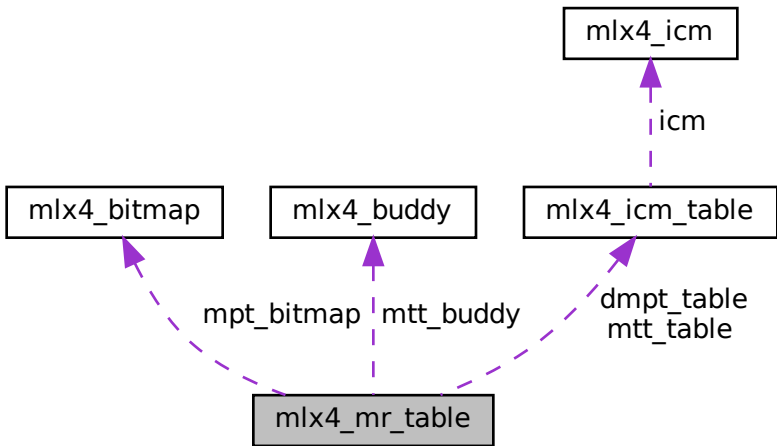 mlx4_icm
icm
mlx4_bitmap
mlx4_buddy
mlx4_icm_table
mpt_bitmap
mtt_buddy
dmpt_table
mtt_table
mlx4_mr_table